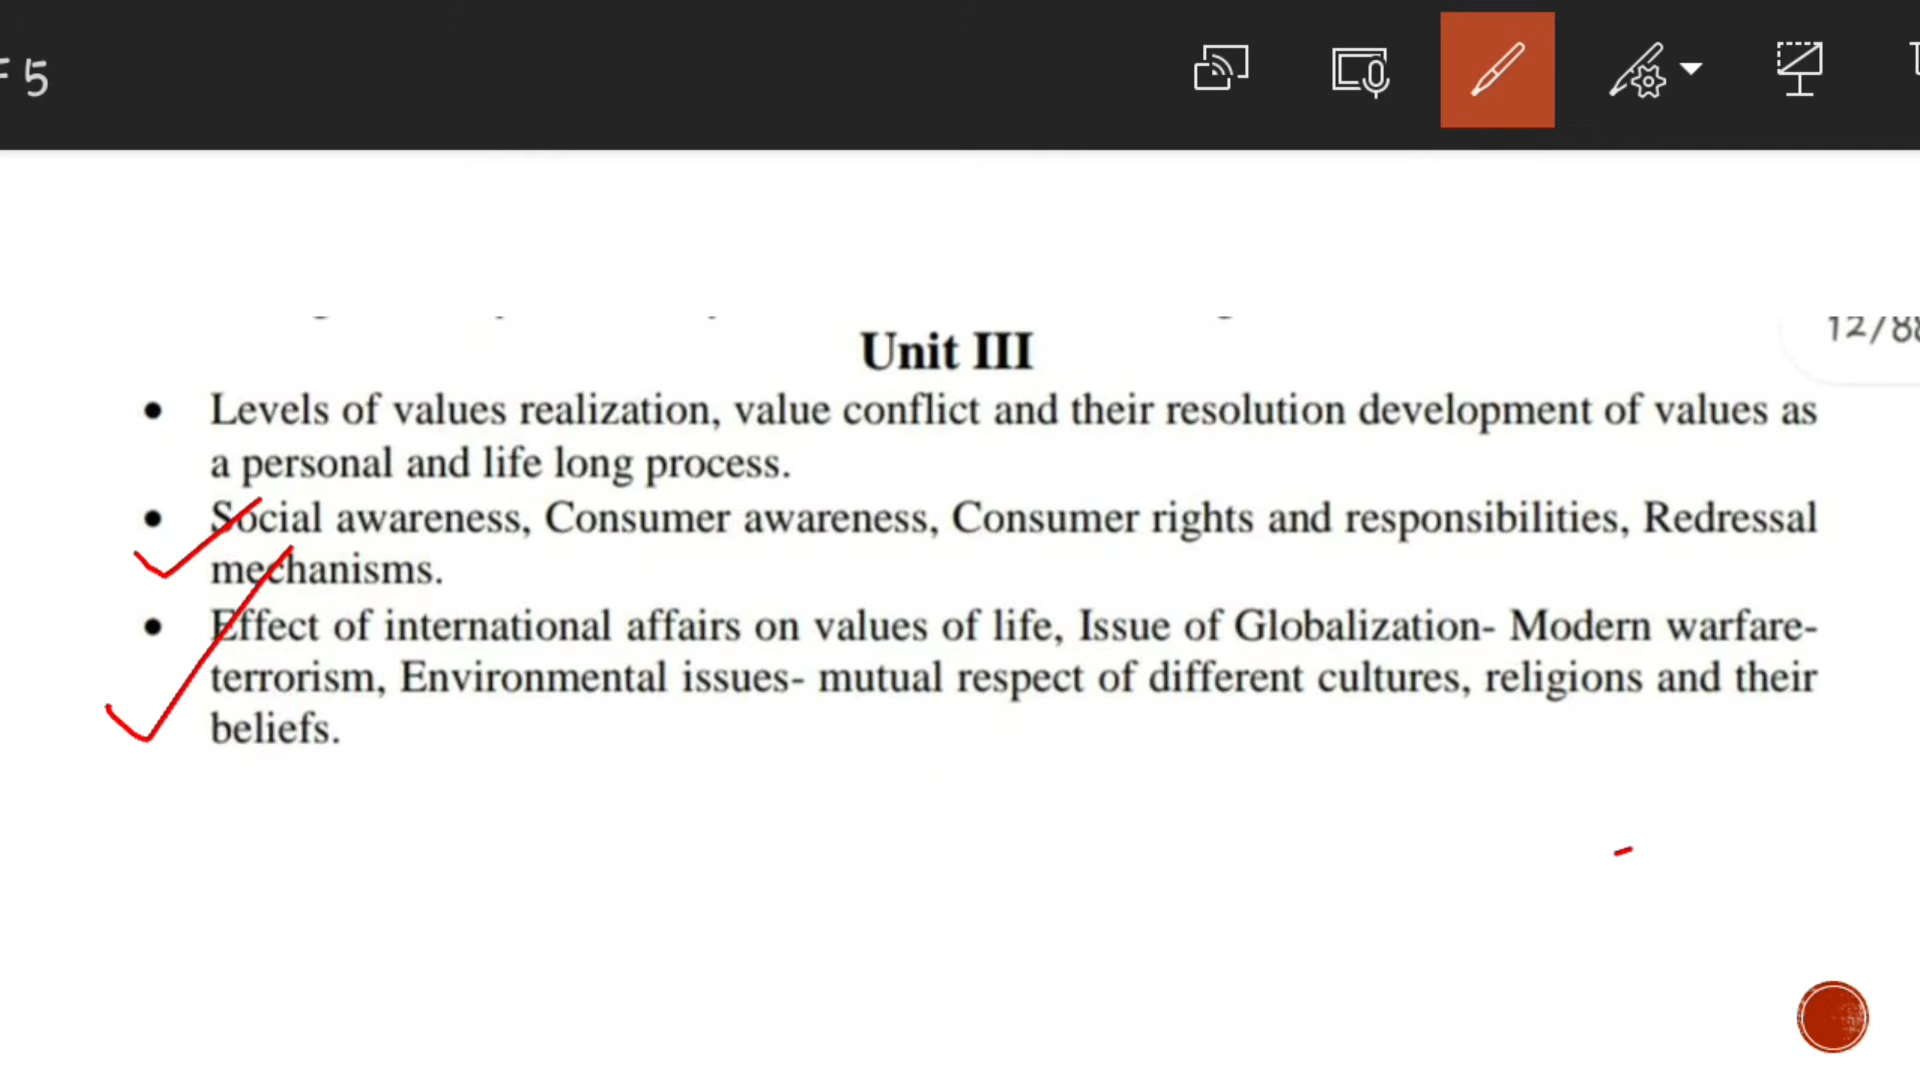 5
12/88
Unit III
• Levels of values realization, value conflict and their resolution development of values as
a personal and life long process.
• Social awareness, Consumer awareness, Consumer rights and responsibilities, Redressal
mechanisms.
• Effect of international affairs on values of life, Issue of Globalization- Modern warfare-
terrorism, Environmental issues- mutual respect of different cultures, religions and their
beliefs.